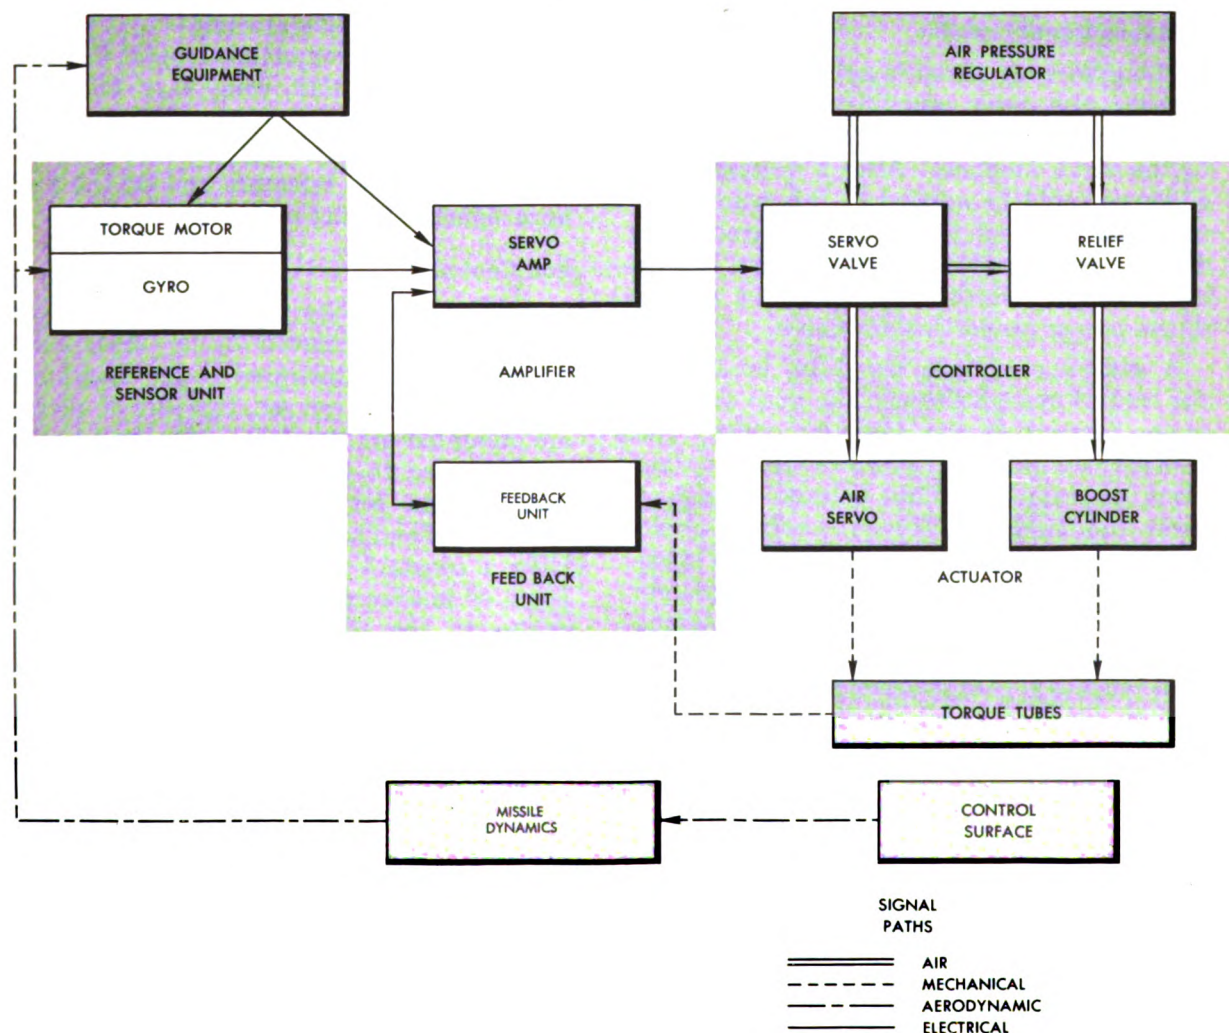 GUIDANCE
EQUIPMENT
AIR PRESSURE
REGULATOR
TORQUE MOTOR
GYRO
SERVO
AMP
SERVO
VALVE
RELIEF
VALVE
REFERENCE AND
SENSOR UNIT
AMPLIFIER
CONTROLLER
FEEDBACK
UNIT
AIR
SERVO
BOOST
CYLINDER
FEED BACK
UNIT
ACTUATOR
TORQUE TUBES
MISSILE
DYNAMICS
CONTROL
SURFACE
SIGNAL
PATHS
AIR
MECHANICAL
AERODYNAMIC
ELECTRICAL